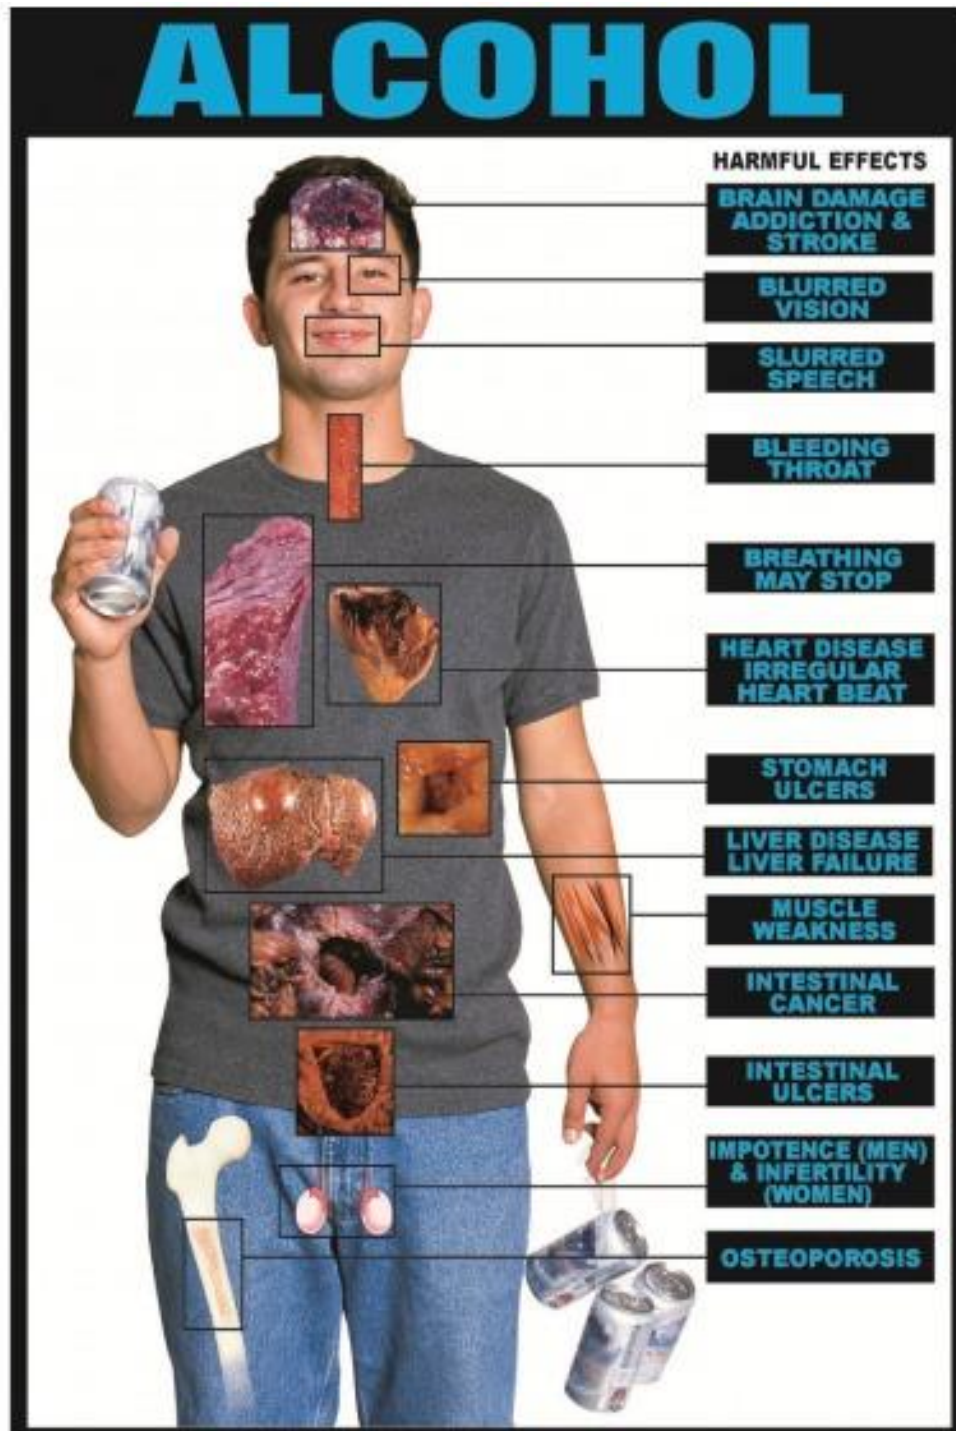 ALCOHOL
HARMFUL EFFECTS
BRAIN DAMAGE
ADDICTION &
STROKE
BLURRED
VISION
SLURRED
SPEECH
BLEEDING
THROAT
BREATHING
MAY STOP
HEART DISEASE
IRREGULAR
HEART BEAT
STOMACH
ULCERS
LIVER DISEASE
LIVER FAILURE
MUSCLE
WEAKNESS
INTESTINAL
CANCER
INTESTINAL
ULCERS
IMPOTENCE (MEN)
& INFERTILITY
(WOMEN)
OSTEOPOROSIS